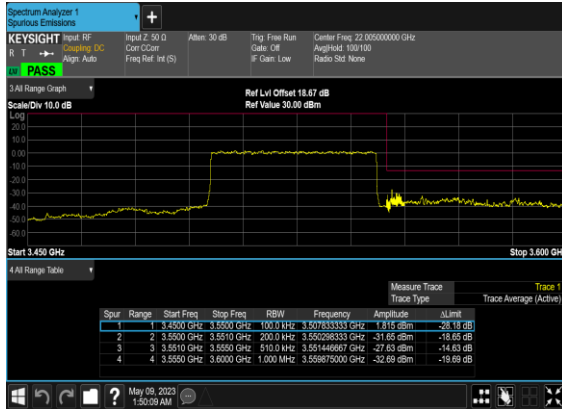 Spectrum Analyzer 1
Spurious Emissions
+
KEYSIGHT Input: RF Input Z: 50 Ω Atten: 30 dB Trig: Free Run Center Freq: 22.005000000 GHz
R T Coupling: DC Corr CCorr Gate: Off Avg|Hold: 100/100
Align: Auto Freq Ref: Int (S) IF Gain: Low Radio Std: None
PASS
3 All Range Graph
Ref Lvl Offset 18.67 dB
Scale/Div 10.0 dB Ref Value 30.00 dBm
Log
20.0
10.0
0.00
-10.0
-20.0
-30.0
-40.0
-50.0
-60.0
Start 3.450 GHz Stop 3.600 GH
4 All Range Table
Measure Trace Trace 1
Trace Type Trace Average (Active)
Spur Range Start Freq Stop Freq RBW Frequency Amplitude ΔLimit
1 1 3.4500 GHz 3.5500 GHz 100.0 kHz 3.507833333 GHz 1.815 dBm -28.18 dB
2 2 3.5500 GHz 3.5510 GHz 200.0 kHz 3.550298333 GHz -31.65 dBm -18.65 dB
3 3 3.5510 GHz 3.5550 GHz 510.0 kHz 3.551446667 GHz -27.63 dBm -14.63 dB
4 4 3.5550 GHz 3.6000 GHz 1.000 MHz 3.559875000 GHz -32.69 dBm -19.69 dB
? May 09, 2023
1:50:09 AM